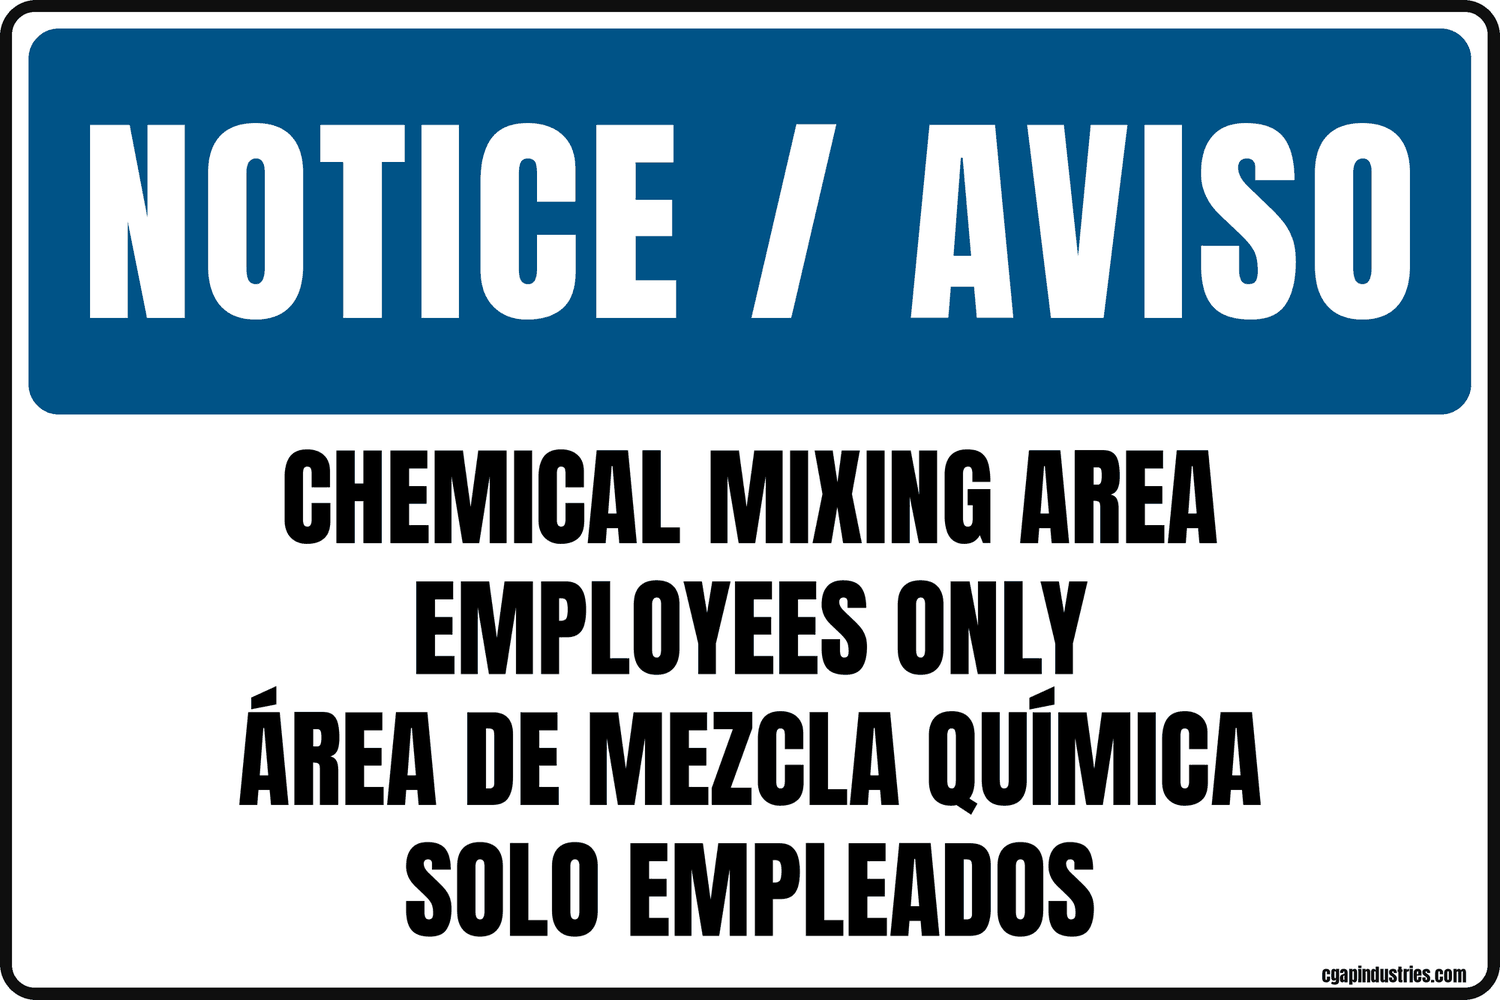 NOTICE / AVISO
CHEMICAL MIXING AREA
EMPLOYEES ONLY
ÁREA DE MEZCLA QUÍMICA
SOLO EMPLEADOS
cgapindustries.com